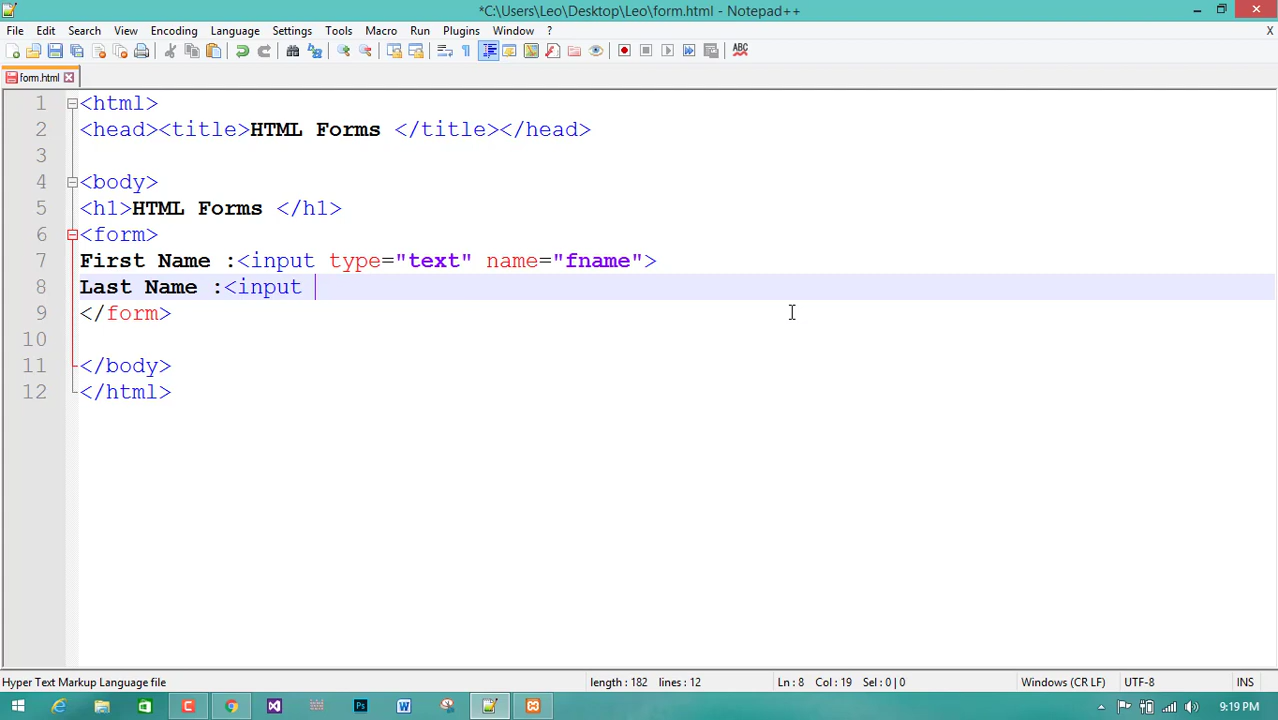 *C:\Users\Leo\Desktop\Leo\form.html - Notepad++
File Edit Search View Encoding Language Settings Tools Macro Run Plugins Window ? X
ABC
form.html
1 <html>
2 <head><title>HTML Forms </title></head>
3
4 <body>
5 <h1>HTML Forms </h1>
6 <form>
7 First Name :<input type="text" name="fname">
8 Last Name :<input
9 </form>
10
11 </body>
12 </html>
Hyper Text Markup Language file length : 182 lines : 12 Ln : 8 Col : 19 Sel : 0 | 0 Windows (CR LF) UTF-8 INS
9:19 PM